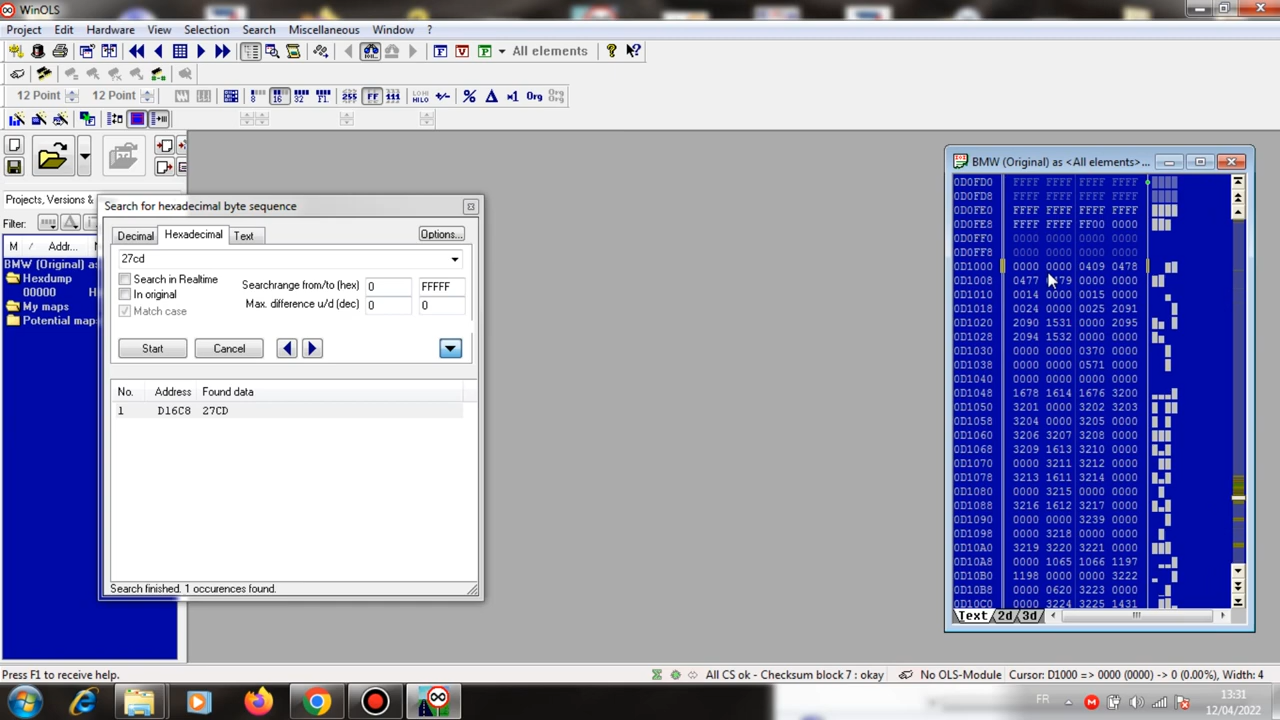 WinOLS
Project Edit Hardware View Selection Search Miscellaneous Window ?
All elements
12 Point 12 Point
Projects, Versions &
Filter:
M / Addr...
BMW (Original) as
Hexdump
00000
My maps
Potential map
Search for hexadecimal byte sequence
Decimal Hexadecimal Text Options...
27cd
Search in Realtime Searchrange from/to (hex) 0 FFFFF
In original
Match case Max. difference u/d (dec) 0 0
Start Cancel
No. Address Found data
1 D16C8 27CD
Search finished. 1 occurences found.
BMW (Original) as <All elements>...
0D0FD0 FFFF FFFF FFFF FFFF
0D0FD8 FFFF FFFF FFFF FFFF
0D0FE0 FFFF FFFF FFFF FFFF
0D0FE8 FFFF FFFF FF00 0000
0D0FF0 0000 0000 0000 0000
0D0FF8 0000 0000 0000 0000
0D1000 0000 0000 0409 0478
0D1008 0477 0000 0000
0D1010 0014 0000 0015 0000
0D1018 0024 0000 0025 2091
0D1020 2090 1531 0000 2095
0D1028 2094 1532 0000 0000
0D1030 0000 0000 0370 0000
0D1038 0000 0000 0571 0000
0D1040 0000 0000 0000 0000
0D1048 1678 1614 1676 3200
0D1050 3201 0000 3202 3203
0D1058 3204 0000 3205 0000
0D1060 3206 3207 3208 0000
0D1068 3209 1613 3210 0000
0D1070 0000 3211 3212 0000
0D1078 3213 1611 3214 0000
0D1080 0000 3215 0000 0000
0D1088 3216 1612 3217 0000
0D1090 0000 0000 3239 0000
0D1098 0000 3218 0000 0000
0D10A0 3219 3220 3221 0000
0D10A8 0000 1065 1066 1197
0D10B0 1198 0000 0000 3222
0D10B8 0000 0620 3223 0000
0D10C0 0000 3224 3225 1431
Text 2d 3d
Press F1 to receive help.
All CS ok - Checksum block 7 : okay No OLS-Module Cursor: D1000 => 0000 (0000) -> 0 (0.00%), Width: 4
FR
13:31
12/04/2022